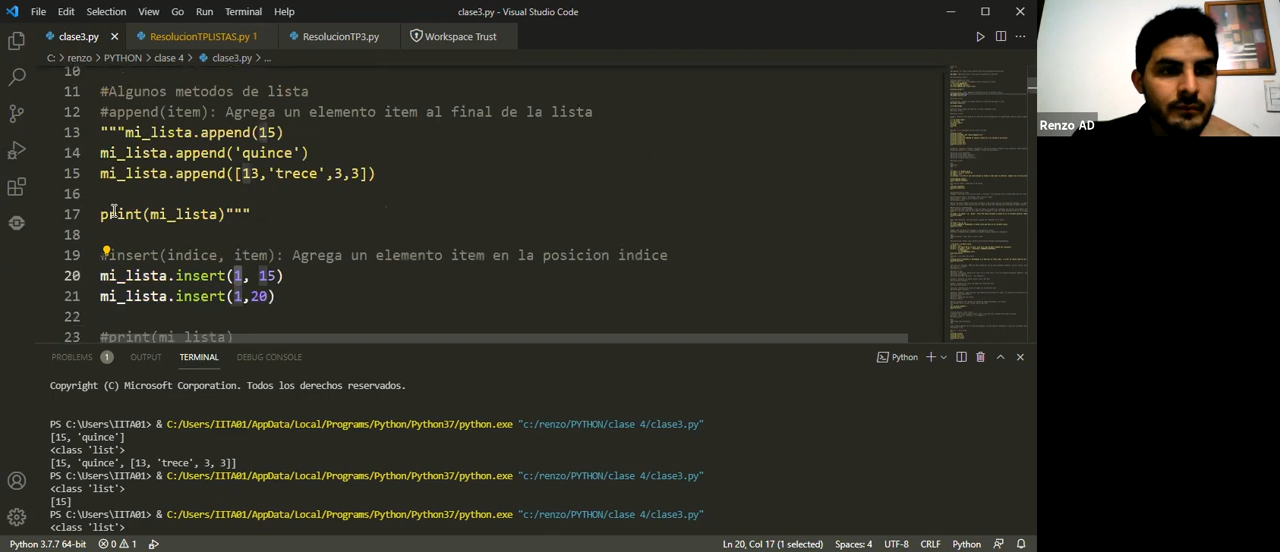 File Edit Selection View Go Run Terminal Help clase3.py - Visual Studio Code
clase3.py ResolucionTPLISTAS.py 1 ResolucionTP3.py Workspace Trust
C: > renzo > PYTHON > clase 4 > clase3.py > ...
10
11 #Algunos metodos de lista
12 #append(item): Agrega el elemento item al final de la lista
13 """mi_lista.append(15)
14 mi_lista.append('quince')
15 mi_lista.append([13,'trece',3,3])
16
17 print(mi_lissa)"""
18
19 #insert(indice, item) Agregar un elemento item en la posicion indice
20 mi_lista.insert(1, 15)
21 mi_lista.insert(1,20)
22
23 #print(mi_lista)
PROBLEMS 1 OUTPUT TERMINAL DEBUG CONSOLE Python
Copyright (C) Microsoft Corporation. Todos los derechos reservados.
PS C:\Users\IITA01> & C:/Users/IITA01/AppData/Local/Programs/Python/Python37/python.exe "c:/renzo/PYTHON/clase 4/clase3.py"
[15, 'quince']
<class 'list'>
[15, 'quince', [13, 'trece', 3, 3]]
PS C:\Users\IITA01> & C:/Users/IITA01/AppData/Local/Programs/Python/Python37/python.exe "c:/renzo/PYTHON/clase 4/clase3.py"
<class 'list'>
[15]
PS C:\Users\IITA01> & C:/Users/IITA01/AppData/Local/Programs/Python/Python37/python.exe "c:/renzo/PYTHON/clase 4/clase3.py"
<class 'list'>
Python 3.7.7 64-bit 0 1 Ln 20, Col 17 (1 selected) Spaces: 4 UTF-8 CRLF Python
Renzo AD